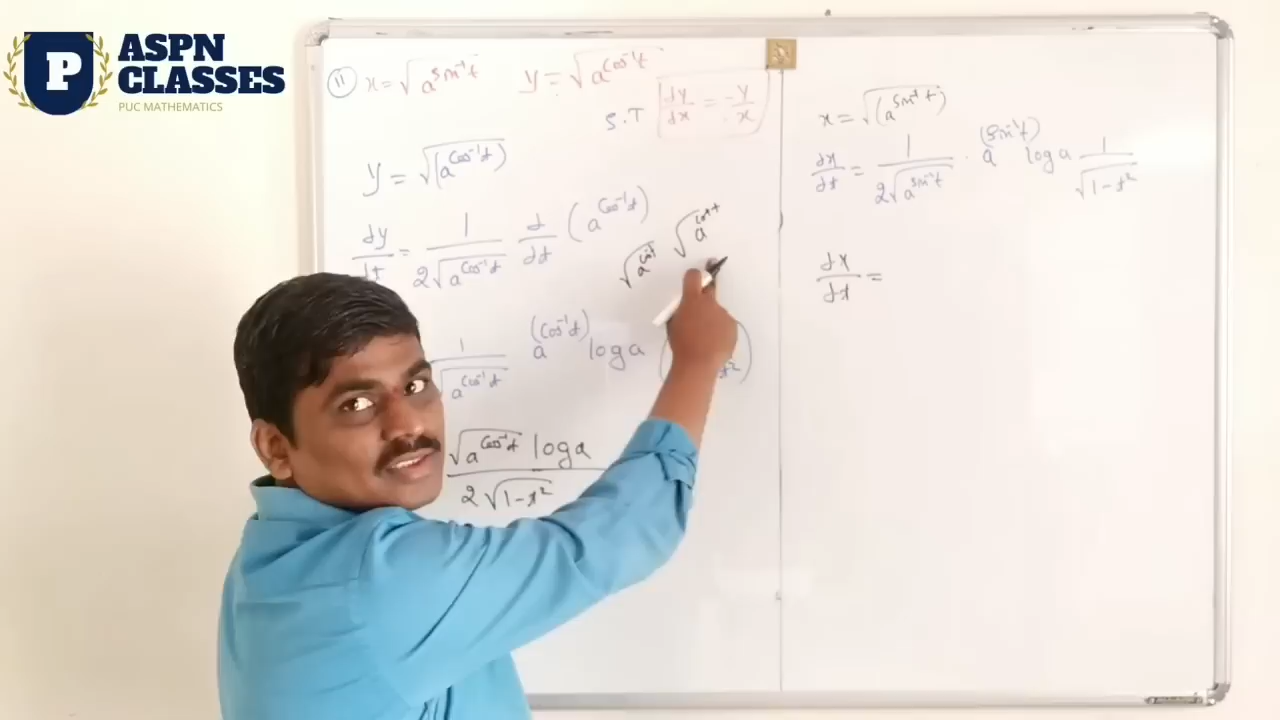 P
ASPN
CLASSES
PUC MATHEMATICS
11 x = √a^Sin⁻¹t y = √a^Cos⁻¹t
S.T dy/dx = -y/x
y = √(a^Cos⁻¹t)
dy/dt = 1/2√a^Cos⁻¹t d/dt (a^Cos⁻¹t)
√a^cos⁻¹t √a^cos⁻¹t
1/√a^Cos⁻¹t a^(Cos⁻¹t) log a
√a^Cos⁻¹t log a / 2√1-t²
x = √(a^Sin⁻¹t)
dx/dt = 1/2√a^Sin⁻¹t · a^(Sin⁻¹t) log a 1/√1-t²
dx/dt =